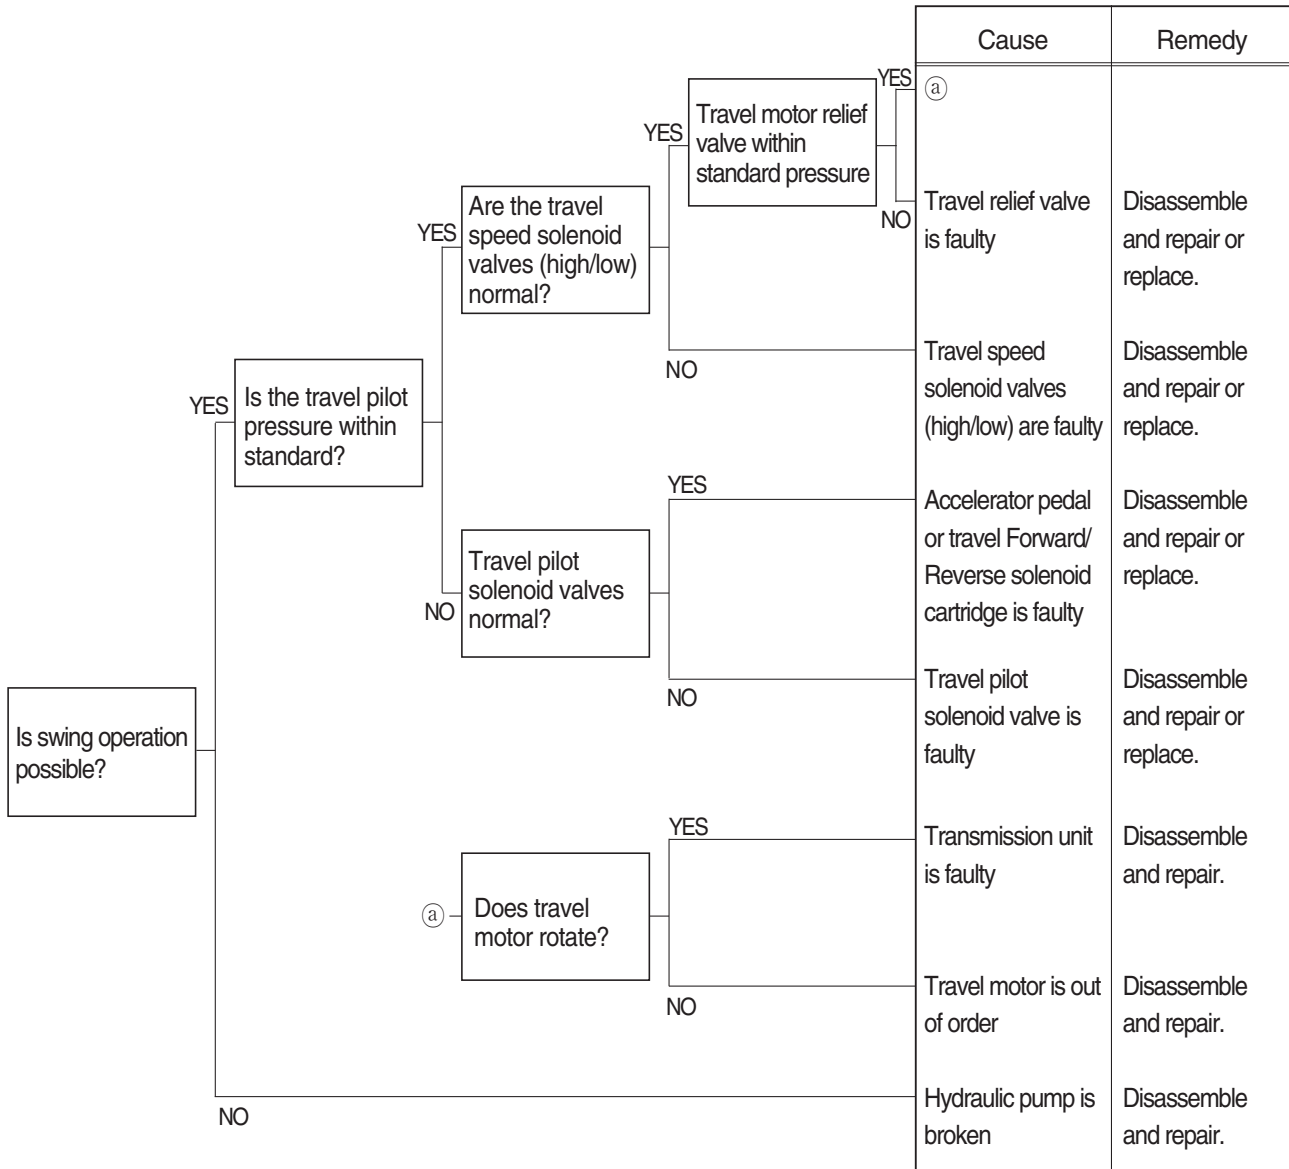 Cause
Remedy
YES
ⓐ
Travel motor relief
valve within
standard pressure
YES
NO
Travel relief valve
is faulty
Disassemble
and repair or
replace.
Are the travel
speed solenoid
valves (high/low)
normal?
YES
NO
Travel speed
solenoid valves
(high/low) are faulty
Disassemble
and repair or
replace.
Is the travel pilot
pressure within
standard?
YES
YES
Accelerator pedal
or travel Forward/
Reverse solenoid
cartridge is faulty
Disassemble
and repair or
replace.
Travel pilot
solenoid valves
normal?
NO
NO
Travel pilot
solenoid valve is
faulty
Disassemble
and repair or
replace.
Is swing operation
possible?
YES
Transmission unit
is faulty
Disassemble
and repair.
ⓐ
Does travel
motor rotate?
NO
Travel motor is out
of order
Disassemble
and repair.
NO
Hydraulic pump is
broken
Disassemble
and repair.